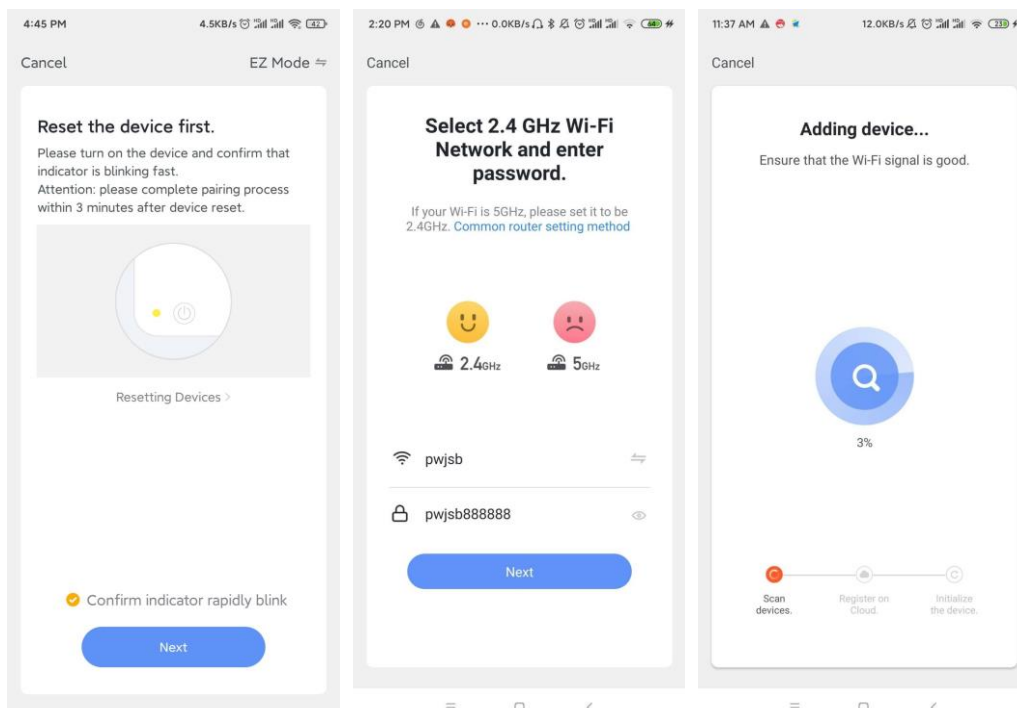 4:45 PM
4.5KB/s
42
Cancel
EZ Mode
Reset the device first.
Please turn on the device and confirm that
indicator is blinking fast.
Attention: please complete pairing process
within 3 minutes after device reset.
Resetting Devices >
Confirm indicator rapidly blink
Next
2:20 PM
0.0KB/s
64
Cancel
Select 2.4 GHz Wi-Fi
Network and enter
password.
If your Wi-Fi is 5GHz, please set it to be
2.4GHz. Common router setting method
2.4GHz
5GHz
pwjsb
pwjsb888888
Next
11:37 AM
12.0KB/s
23
Cancel
Adding device...
Ensure that the Wi-Fi signal is good.
3%
Scan
devices.
Register on
Cloud.
Initialize
the device.